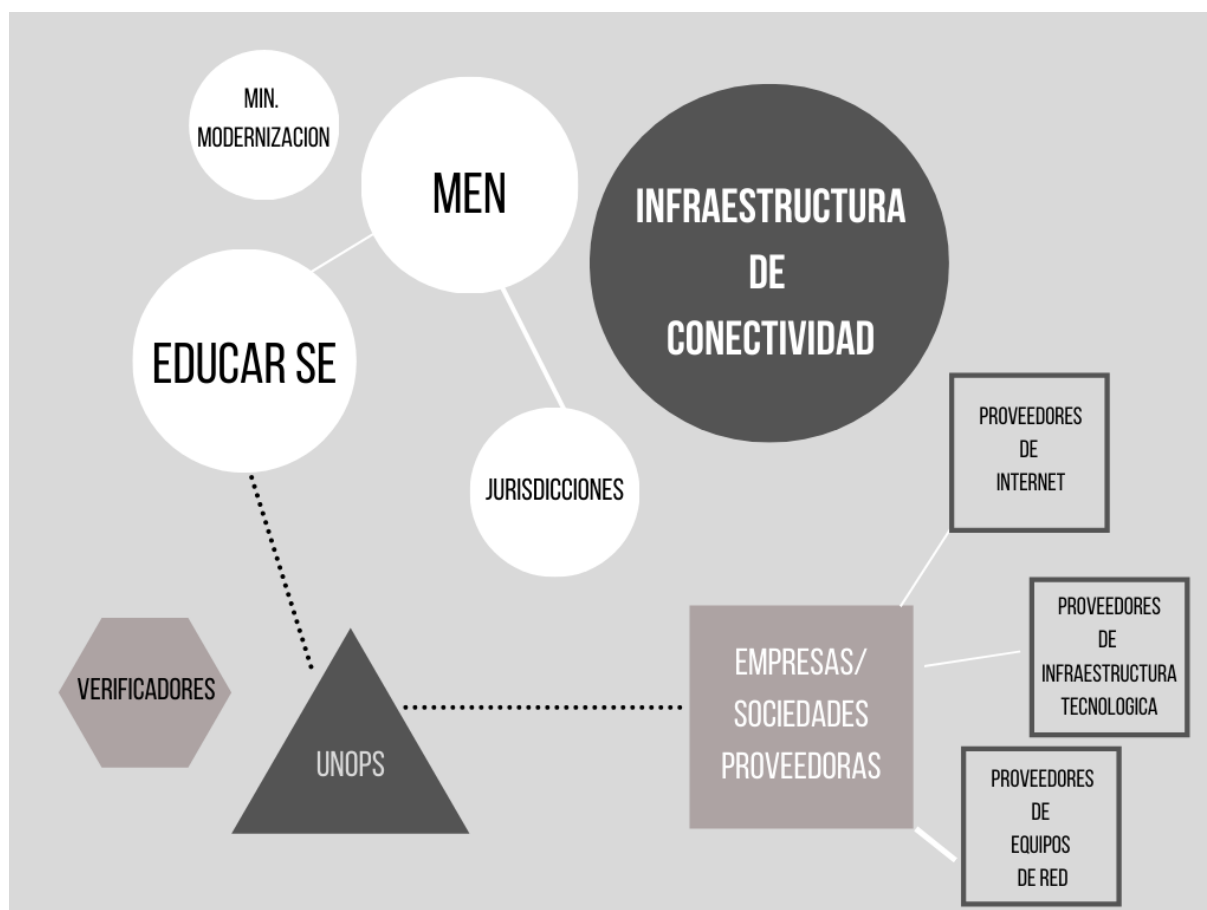 MIN.
MODERNIZACION
MEN
INFRAESTRUCTURA
DE
CONECTIVIDAD
EDUCAR SE
JURISDICCIONES
PROVEEDORES
DE
INTERNET
PROVEEDORES
DE
INFRAESTRUCTURA
TECNOLOGICA
EMPRESAS/
SOCIEDADES
PROVEEDORAS
VERIFICADORES
UNOPS
PROVEEDORES
DE
EQUIPOS
DE RED